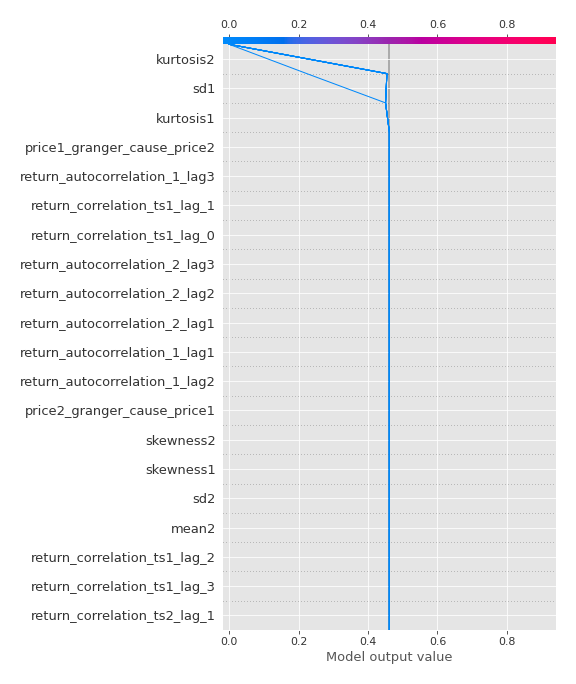 0.0 0.2 0.4 0.6 0.8
kurtosis2
sd1
kurtosis1
price1_granger_cause_price2
return_autocorrelation_1_lag3
return_correlation_ts1_lag_1
return_correlation_ts1_lag_0
return_autocorrelation_2_lag3
return_autocorrelation_2_lag2
return_autocorrelation_2_lag1
return_autocorrelation_1_lag1
return_autocorrelation_1_lag2
price2_granger_cause_price1
skewness2
skewness1
sd2
mean2
return_correlation_ts1_lag_2
return_correlation_ts1_lag_3
return_correlation_ts2_lag_1
0.0 0.2 0.4 0.6 0.8
Model output value